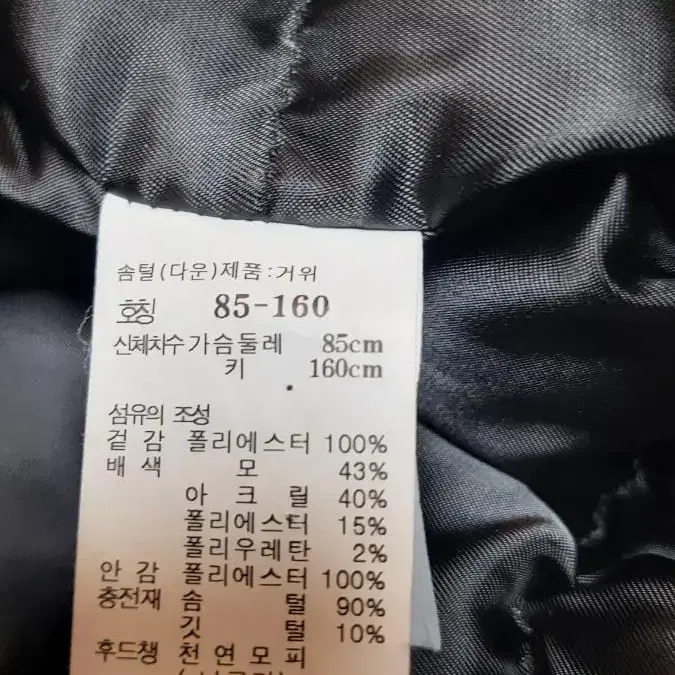 솜털(다운)제품:거위
호칭 85-160
신체차수 가슴둘레 85cm
키 160cm
섬유의 조성
겉 감 폴리에스터 100%
배 색 모 43%
아 크 릴 40%
폴리에스터 15%
폴리우레탄 2%
안 감 폴리에스터 100%
충전재 솜 털 90%
깃 털 10%
후드챙 천 연 모 피